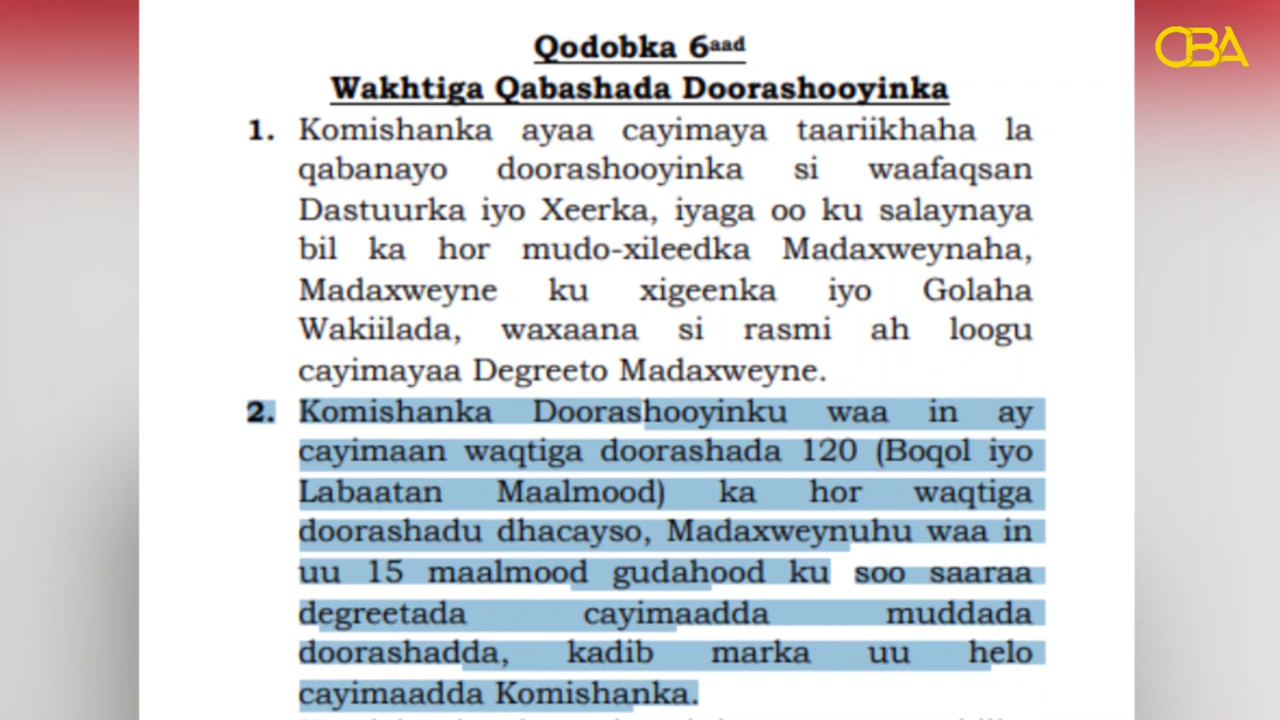 CBA
Qodobka 6aad
Wakhtiga Qabashada Doorashooyinka
1. Komishanka ayaa cayimaya taariikhaha la
qabanayo doorashooyinka si waafaqsan
Dastuurka iyo Xeerka, iyaga oo ku salaynaya
bil ka hor mudo-xileedka Madaxweynaha,
Madaxweyne ku xigeenka iyo Golaha
Wakiilada, waxaana si rasmi ah loogu
cayimayaa Degreeto Madaxweyne.
2. Komishanka Doorashooyinku waa in ay
cayimaan waqtiga doorashada 120 (Boqol iyo
Labaatan Maalmood) ka hor waqtiga
doorashadu dhacayso, Madaxweynuhu waa in
uu 15 maalmood gudahood ku soo saaraa
degreetada cayimaadda muddada
doorashadda, kadib marka uu helo
cayimaadda Komishanka.